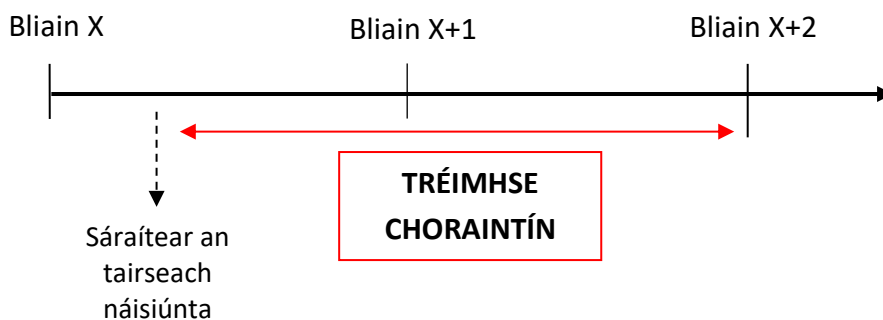 Bliain X
Bliain X+1
Bliain X+2
TRÉIMHSE
CHORAINTÍN
Sáraítear an
tairseach
náisiúnta